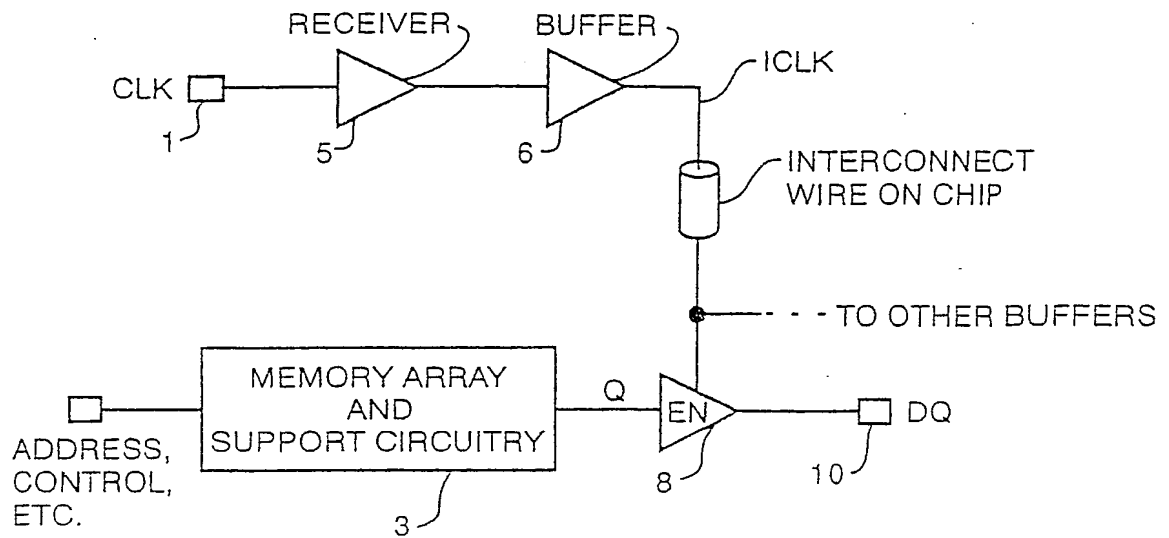 RECEIVER
BUFFER
CLK
ICLK
1
5
6
INTERCONNECT
WIRE ON CHIP
TO OTHER BUFFERS
MEMORY ARRAY
AND
SUPPORT CIRCUITRY
Q
EN
DQ
ADDRESS,
CONTROL,
ETC.
3
8
10